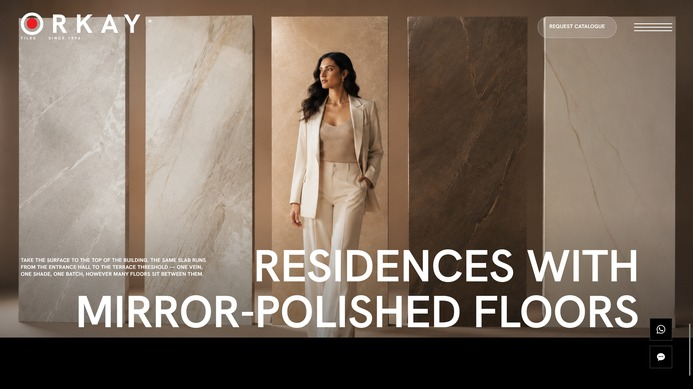 ORKAY
TILES SINCE 1994
REQUEST CATALOGUE
TAKE THE SURFACE TO THE TOP OF THE BUILDING. THE SAME SLAB RUNS
FROM THE ENTRANCE HALL TO THE TERRACE THRESHOLD — ONE VEIN,
ONE SHADE, ONE BATCH, HOWEVER MANY FLOORS SIT BETWEEN THEM.
RESIDENCES WITH
MIRROR-POLISHED FLOORS